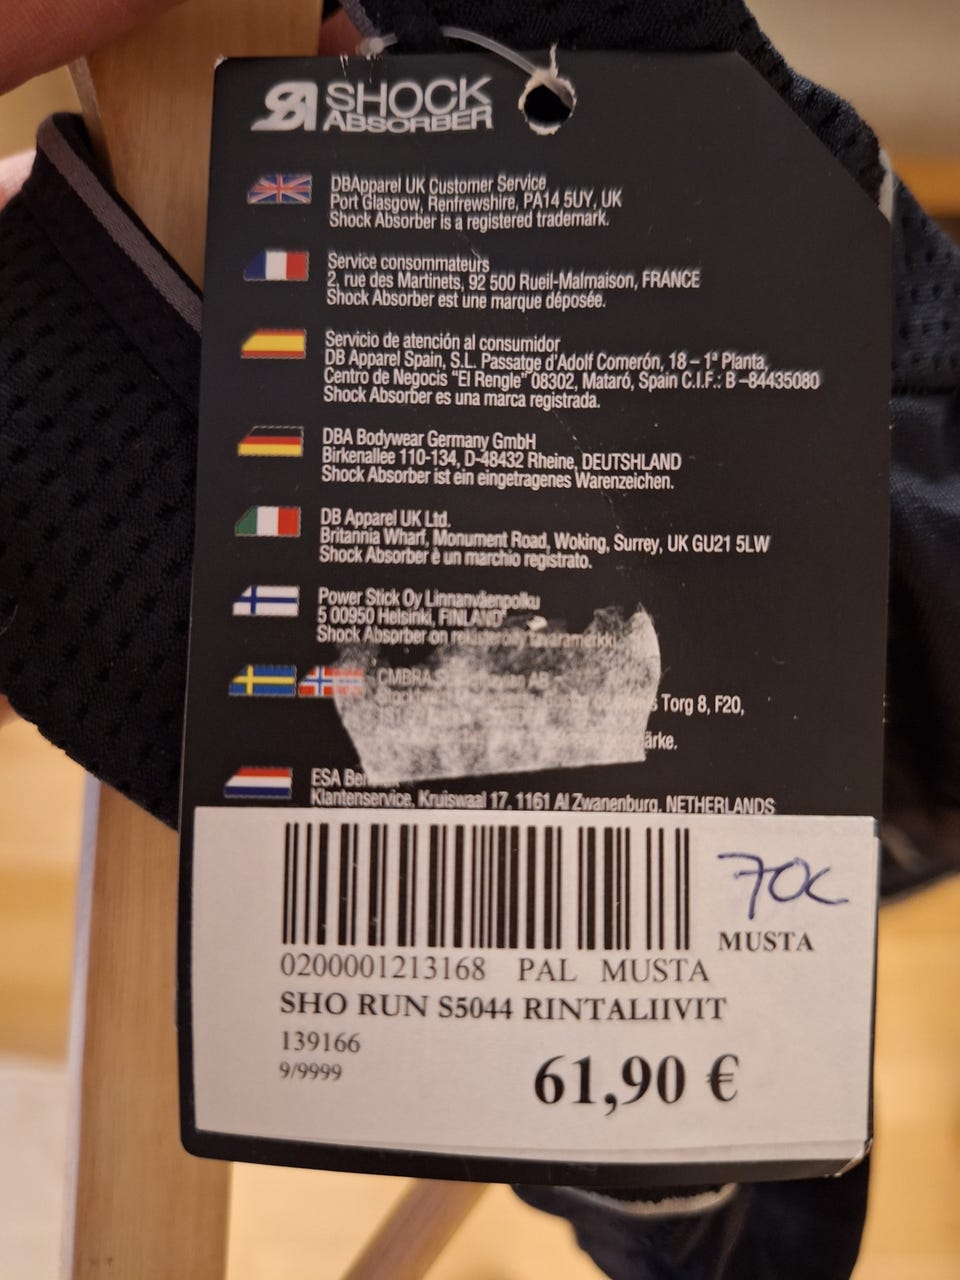 SHOCK
ABSORBER
DBApparel UK Customer Service
Port Glasgow, Renfrewshire, PA14 5UY, UK
Shock Absorber is a registered trademark.
Service consommateurs
2, rue des Martinets, 92 500 Rueil-Malmaison, FRANCE
Shock Absorber est une marque déposée.
Servicio de atención al consumidor
DB Apparel Spain, S.L. Passatge d'Adolf Comerón, 18 – 1ª Planta,
Centro de Negocis "El Rengle" 08302, Mataró, Spain C.I.F.: B –84435080
Shock Absorber es una marca registrada.
DBA Bodywear Germany GmbH
Birkenallee 110-134, D-48432 Rheine, DEUTSHLAND
Shock Absorber ist ein eingetragenes Warenzeichen.
DB Apparel UK Ltd.
Britannia Wharf, Monument Road, Woking, Surrey, UK GU21 5LW
Shock Absorber è un marchio registrato.
Power Stick Oy Linnanväenpolku
5 00950 Helsinki, FINLAND
Shock Absorber on rekisteröity tavaramerkki
CMBRA AB
Torg 8, F20,
ESA
Klantenservice, Kruiswaal 17, 1161 Al Zwanenburg, NETHERLANDS
70C
MUSTA
0200001213168 PAL MUSTA
SHO RUN S5044 RINTALIIVIT
139166
9/9999
61,90 €